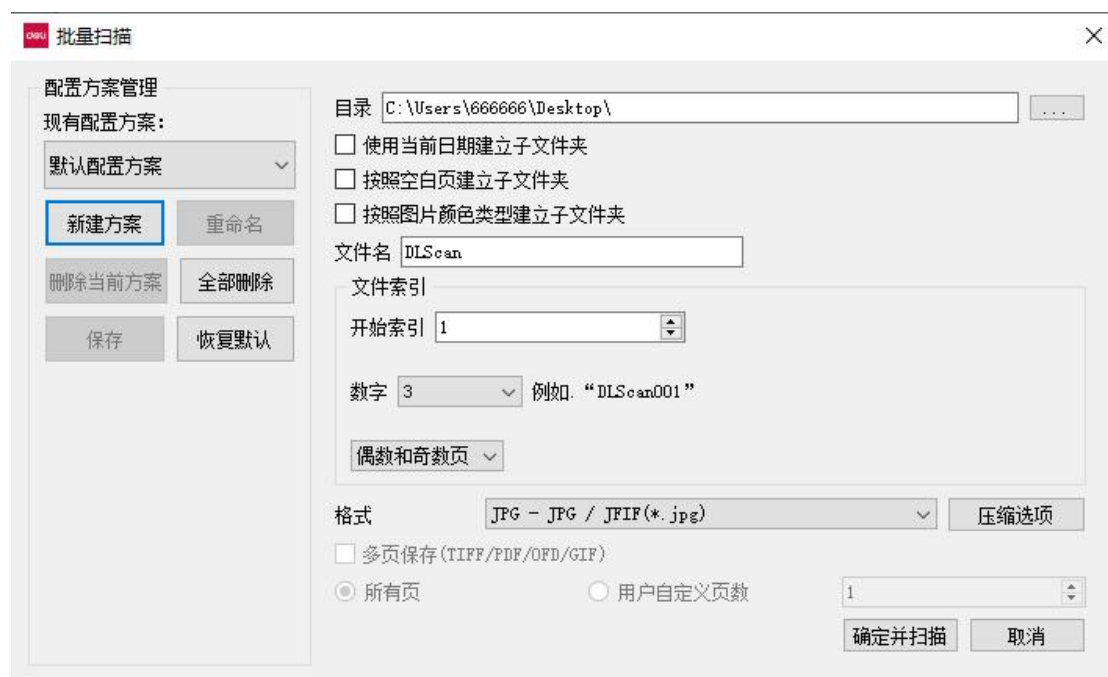 deli 批量扫描
配置方案管理
现有配置方案：
默认配置方案
新建方案 重命名
删除当前方案 全部删除
保存 恢复默认
目录 C:\Users\666666\Desktop\ ...
使用当前日期建立子文件夹
按照空白页建立子文件夹
按照图片颜色类型建立子文件夹
文件名 DLScan
文件索引
开始索引 1
数字 3 例如.“DLScan001”
偶数和奇数页
格式 JPG - JPG / JFIF(*.jpg) 压缩选项
多页保存(TIFF/PDF/OFD/GIF)
所有页 用户自定义页数 1
确定并扫描 取消